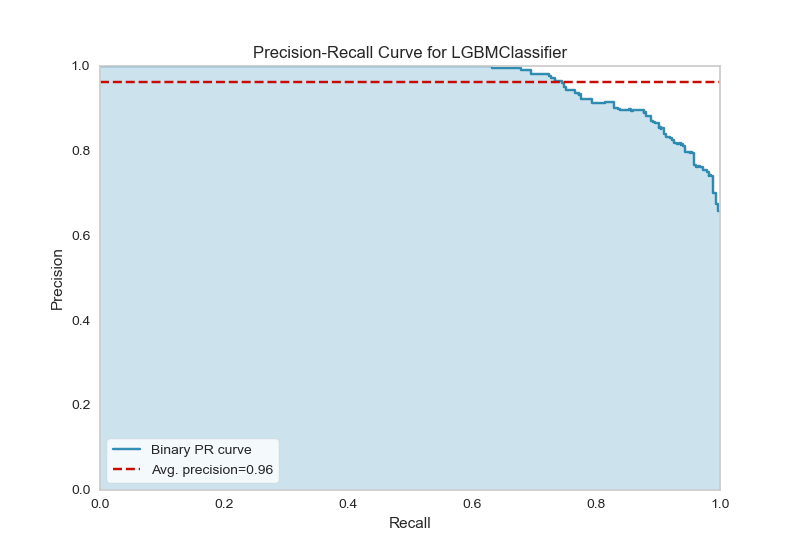 Precision-Recall Curve for LGBMClassifier
1.0
0.8
0.6
0.4
0.2
0.0
Precision
Binary PR curve
Avg. precision=0.96
0.0 0.2 0.4 0.6 0.8 1.0
Recall